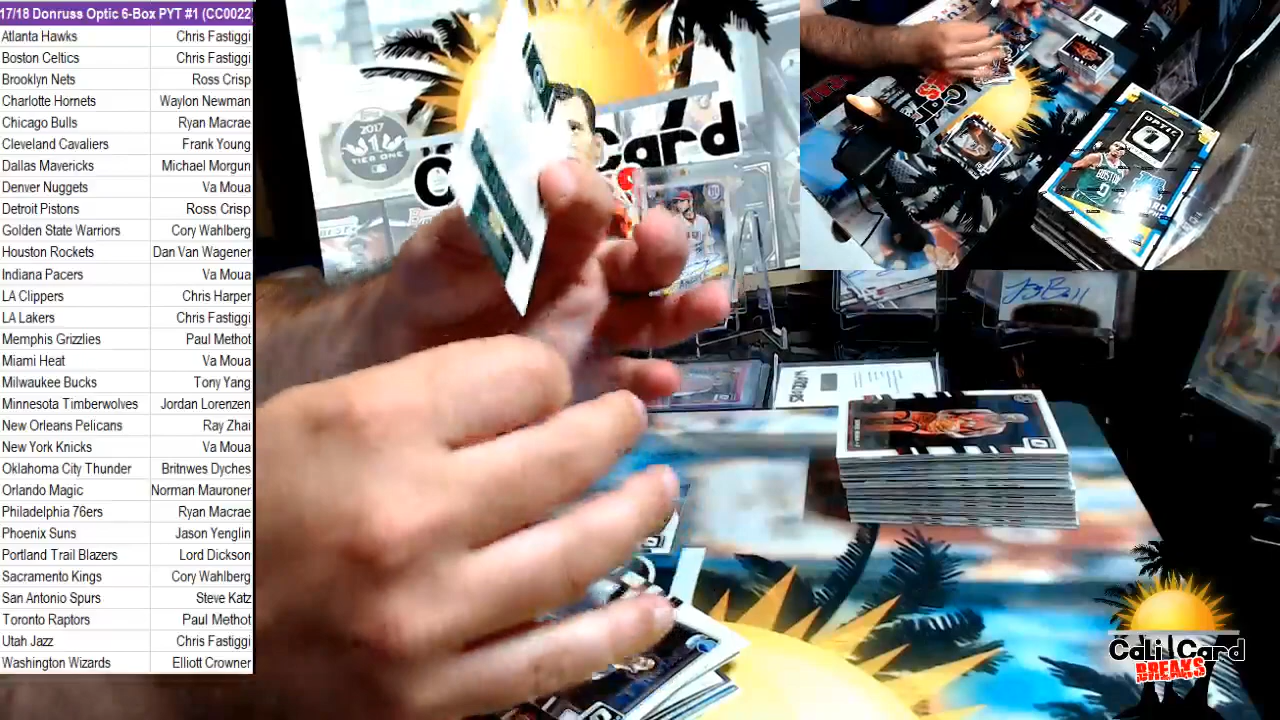 17/18 Donruss Optic 6-Box PYT #1 (CC0022)
Atlanta Hawks Chris Fastiggi
Boston Celtics Chris Fastiggi
Brooklyn Nets Ross Crisp
Charlotte Hornets Waylon Newman
Chicago Bulls Ryan Macrae
Cleveland Cavaliers Frank Young
Dallas Mavericks Michael Morgun
Denver Nuggets Va Moua
Detroit Pistons Ross Crisp
Golden State Warriors Cory Wahlberg
Houston Rockets Dan Van Wagener
Indiana Pacers Va Moua
LA Clippers Chris Harper
LA Lakers Chris Fastiggi
Memphis Grizzlies Paul Methot
Miami Heat Va Moua
Milwaukee Bucks Tony Yang
Minnesota Timberwolves Jordan Lorenzen
New Orleans Pelicans Ray Zhai
New York Knicks Va Moua
Oklahoma City Thunder Britnwes Dyches
Orlando Magic Norman Mauroner
Philadelphia 76ers Ryan Macrae
Phoenix Suns Jason Yenglin
Portland Trail Blazers Lord Dickson
Sacramento Kings Cory Wahlberg
San Antonio Spurs Steve Katz
Toronto Raptors Paul Methot
Utah Jazz Chris Fastiggi
Washington Wizards Elliott Crowner
2017
1
TIER ONE
Card
OPTIC
BOSTON
9
Cali Card
BREAKS